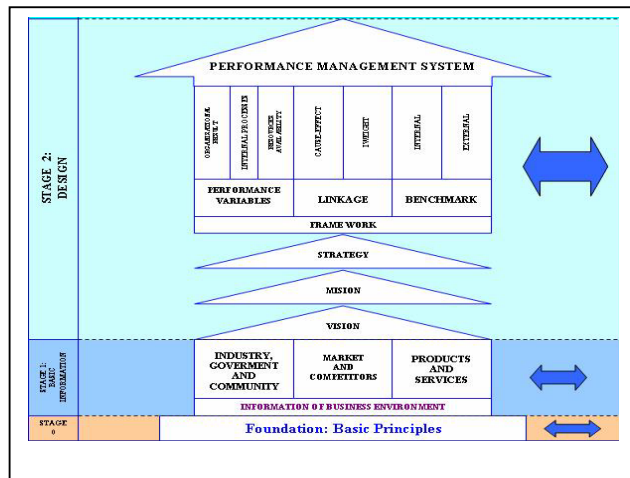 PERFORMANCE MANAGEMENT SYSTEM
STAGE 2:
DESIGN
ORGANIZATIONAL
RESULT
INTERNAL PROCESSES
RESOURCES
AVAILABILITY
CAUSE-EFFECT
INTERNAL
EXTERNAL
PERFORMANCE
VARIABLES
LINKAGE
BENCHMARK
FRAME WORK
STRATEGY
MISION
VISION
STAGE 1:
BASIC
INFORMATION
INDUSTRY,
GOVERMENT
AND
COMMUNITY
MARKET
AND
COMPETITORS
PRODUCTS
AND
SERVICES
INFORMATION OF BUSINESS ENVIRONMENT
STAGE
0
Foundation: Basic Principles